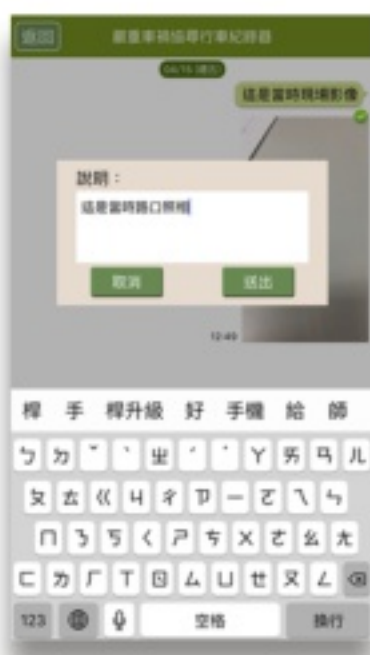 返回 嚴重車禍協尋行車紀錄器
這是當時現場影像
說明：
這是當時路口照相
取消 送出
12:49
桿 手 桿升級 好 手機 給 師
ㄅ ㄉ ˇ ˋ ㄓ ˊ ˙ ㄚ ㄞ ㄢ ㄦ
ㄆ ㄊ ㄍ ㄐ ㄔ ㄗ ㄧ ㄛ ㄟ ㄣ
ㄇ ㄋ ㄎ ㄑ ㄕ ㄘ ㄨ ㄜ ㄠ ㄤ
ㄈ ㄌ ㄏ ㄒ ㄖ ㄙ ㄩ ㄝ ㄡ ㄥ
123 空格 換行